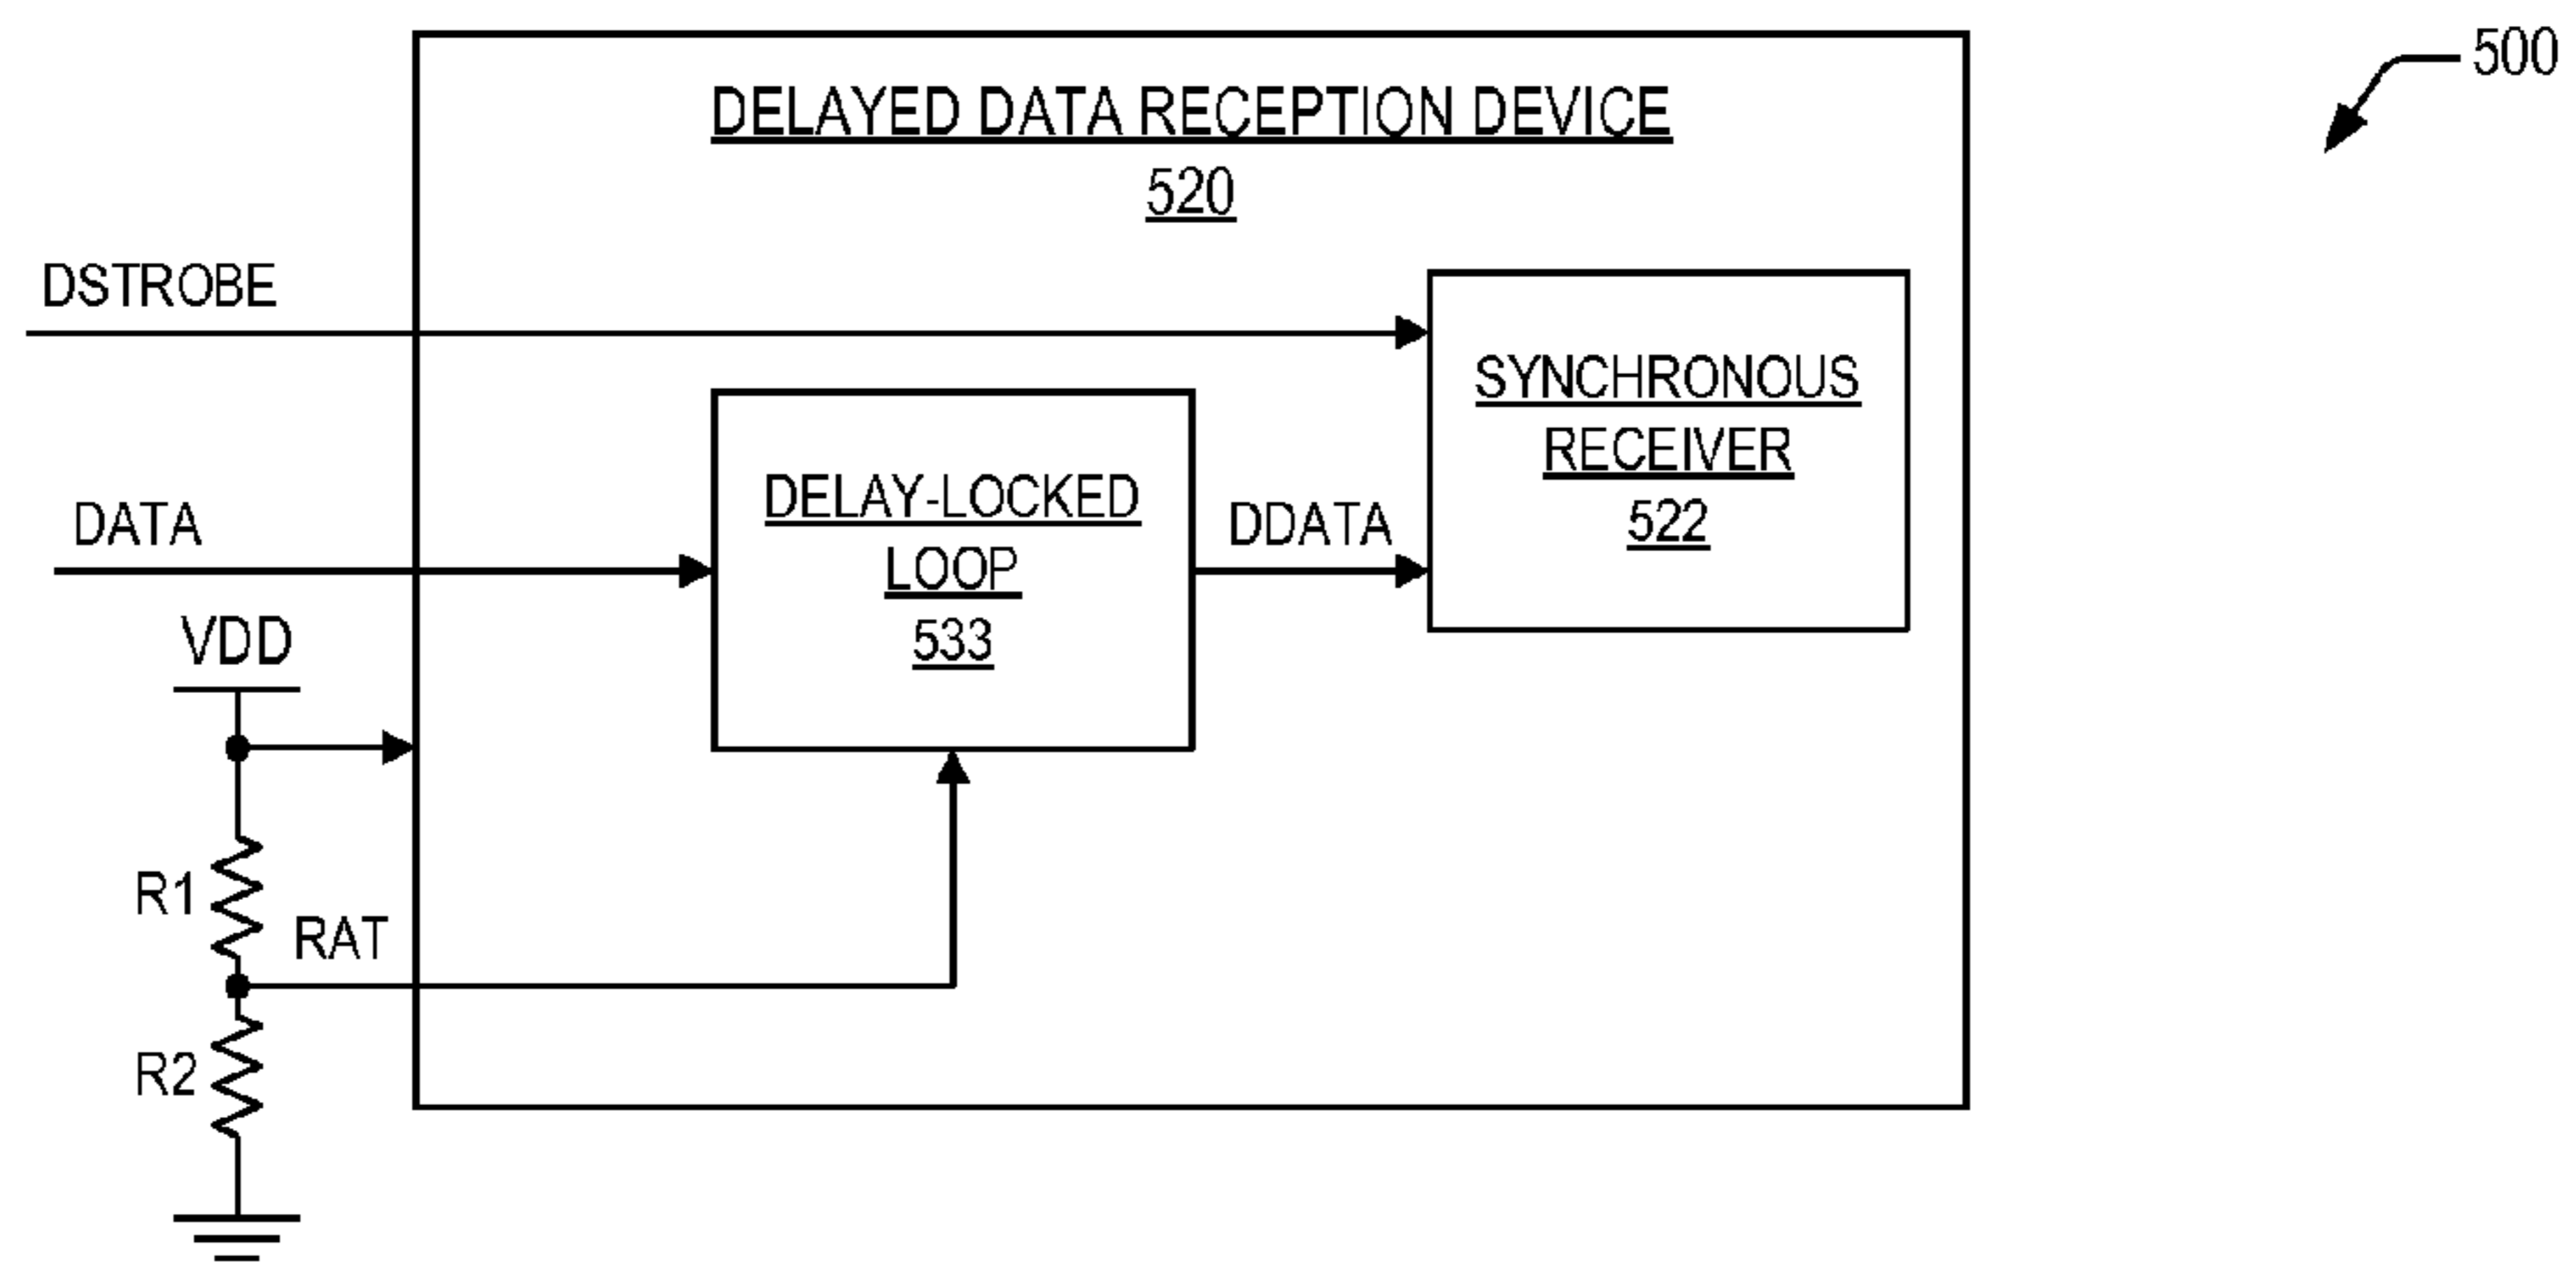 500
DELAYED DATA RECEPTION DEVICE
520
DSTROBE
SYNCHRONOUS
RECEIVER
522
DELAY-LOCKED
LOOP
533
DATA
DDATA
VDD
R1
RAT
R2